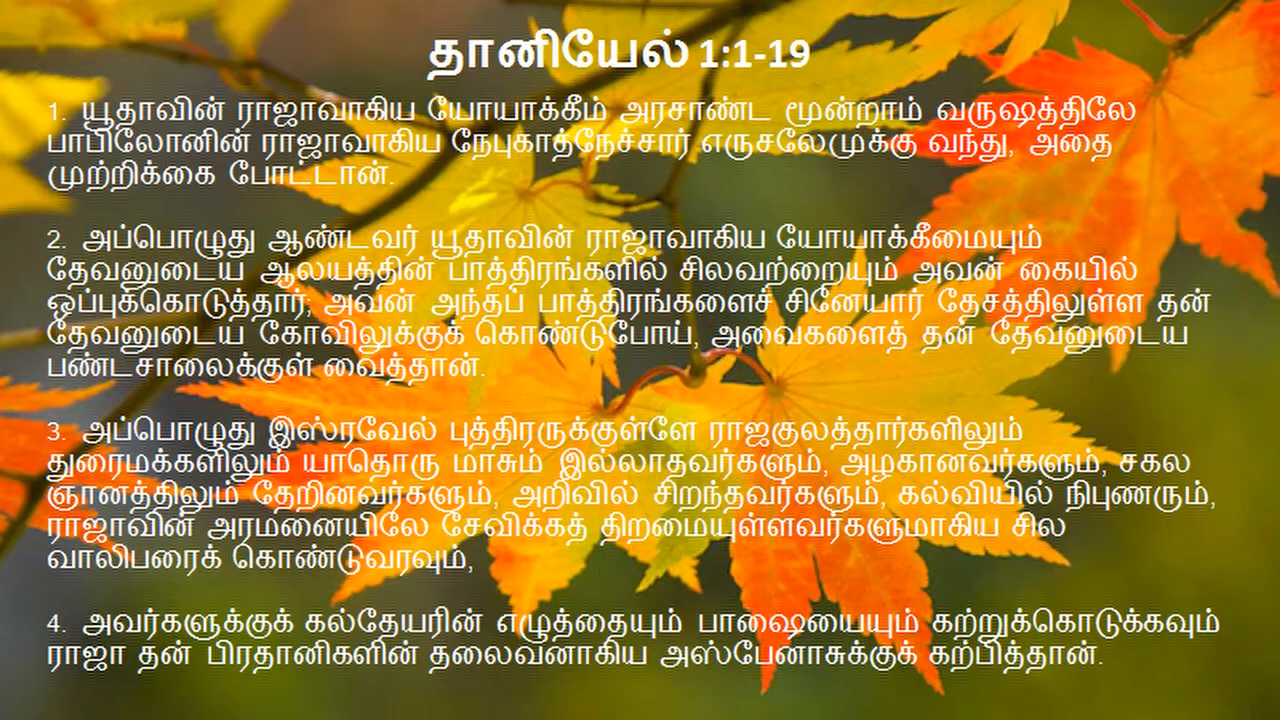 தானியேல் 1:1-19
1. யூதாவின் ராஜாவாகிய யோயாக்கீம் அரசாண்ட மூன்றாம் வருஷத்திலே
பாபிலோனின் ராஜாவாகிய நேபுகாத்நேச்சார் எருசலேமுக்கு வந்து, அதை
முற்றிக்கை போட்டான்.
2. அப்பொழுது ஆண்டவர் யூதாவின் ராஜாவாகிய யோயாக்கீமையும்
தேவனுடைய ஆலயத்தின் பாத்திரங்களில் சிலவற்றையும் அவன் கையில்
ஒப்புக்கொடுத்தார்; அவன் அந்தப் பாத்திரங்களைச் சினேயார் தேசத்திலுள்ள தன்
தேவனுடைய கோவிலுக்குக் கொண்டுபோய், அவைகளைத் தன் தேவனுடைய
பண்டசாலைக்குள் வைத்தான்.
3. அப்பொழுது இஸ்ரவேல் புத்திரருக்குள்ளே ராஜகுலத்தார்களிலும்
துரைமக்களிலும் யாதொரு மாசும் இல்லாதவர்களும், அழகானவர்களும், சகல
ஞானத்திலும் தேறினவர்களும், அறிவில் சிறந்தவர்களும், கல்வியில் நிபுணரும்,
ராஜாவின் அரமனையிலே சேவிக்கத் திறமையுள்ளவர்களுமாகிய சில
வாலிபரைக் கொண்டுவரவும்,
4. அவர்களுக்குக் கல்தேயரின் எழுத்தையும் பாஷையையும் கற்றுக்கொடுக்கவும்
ராஜா தன் பிரதானிகளின் தலைவனாகிய அஸ்பேனாசுக்குக் கற்பித்தான்.